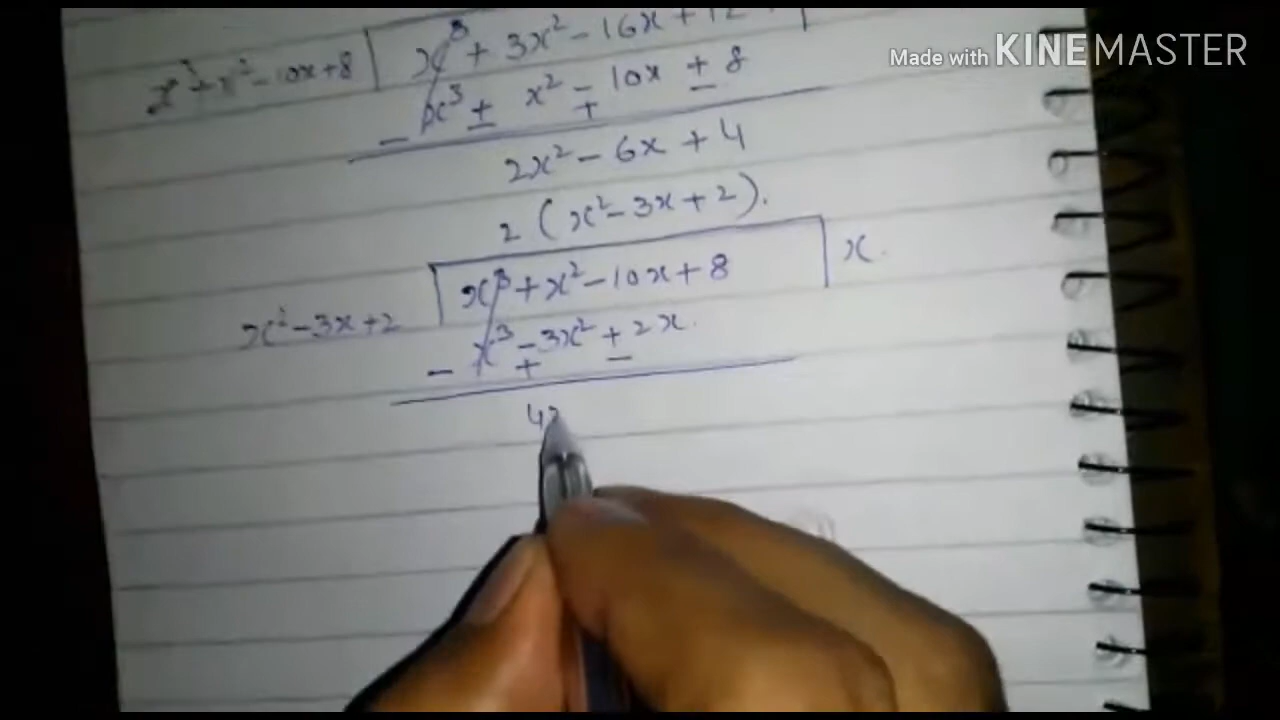 Made with KINEMASTER
x³+x²-10x+8 | x³+3x²-16x+12
- x³ ± x² - 10x + 8
+ -
2x² - 6x + 4
2 (x² - 3x + 2).
x² - 3x + 2 | x³ + x² - 10x + 8 | x.
- x³ - 3x² + 2x.
+ -
4